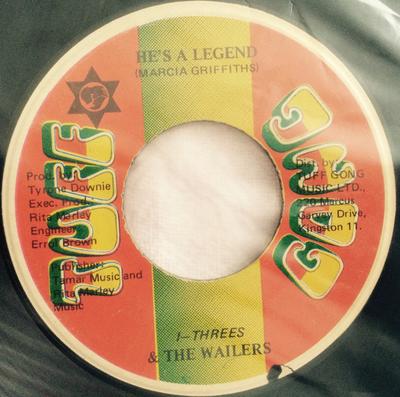 HE'S A LEGEND
(MARCIA GRIFFITHS)
TUFF
GONG
Prod. by
Tyrone Downie
Exec. Prod.
Rita Marley
Engineer
Errol Brown
Publisher:
Tamar Music and
Rita Marley
Music
Dist. by
TUFF GONG
MUSIC LTD.,
220 Marcus
Garvey Drive,
Kingston 11.
I-THREES
& THE WAILERS